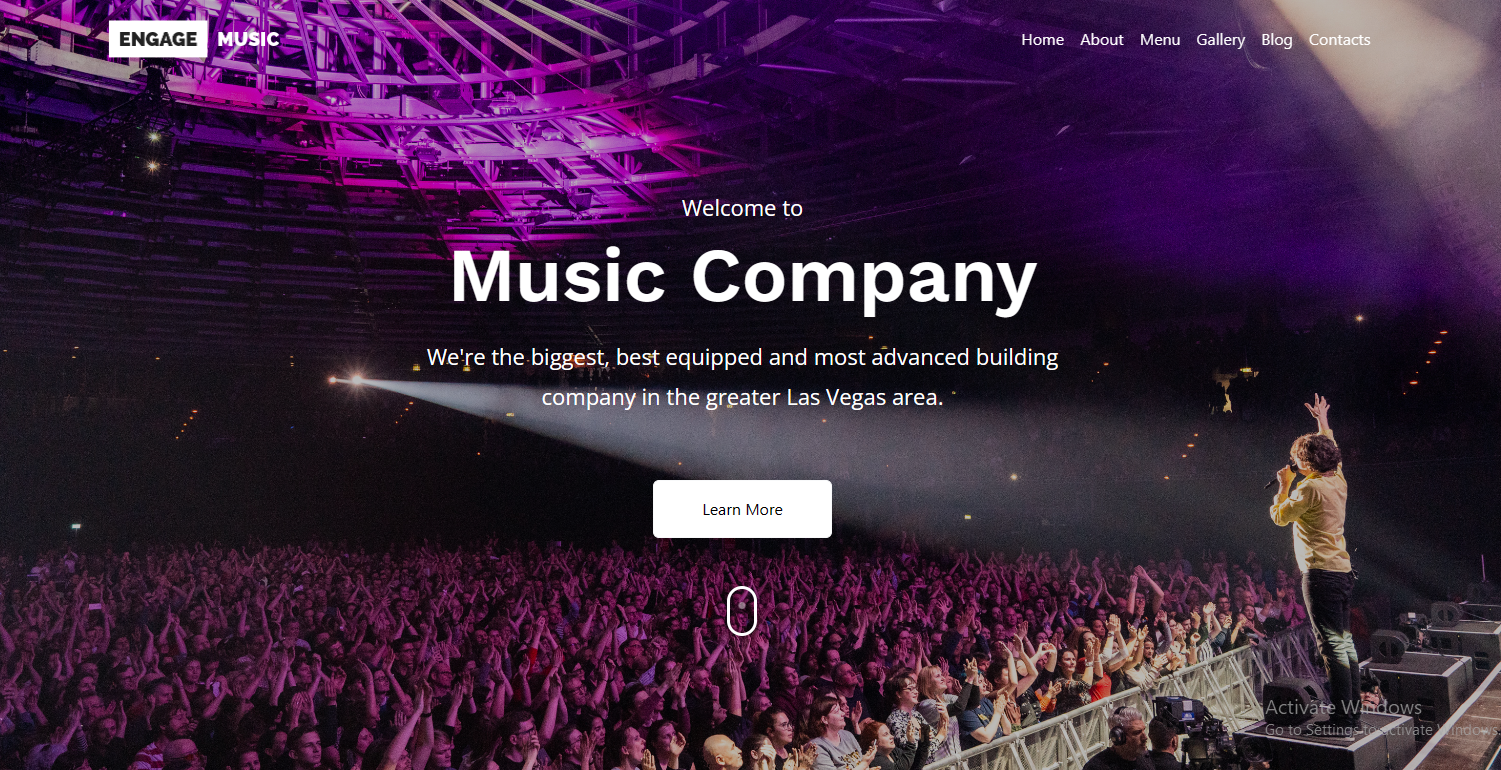 ENGAGE MUSIC
Home About Menu Gallery Blog Contacts
Welcome to
Music Company
We're the biggest, best equipped and most advanced building
company in the greater Las Vegas area.
Learn More
Activate Windows
Go to Settings to activate Windows.